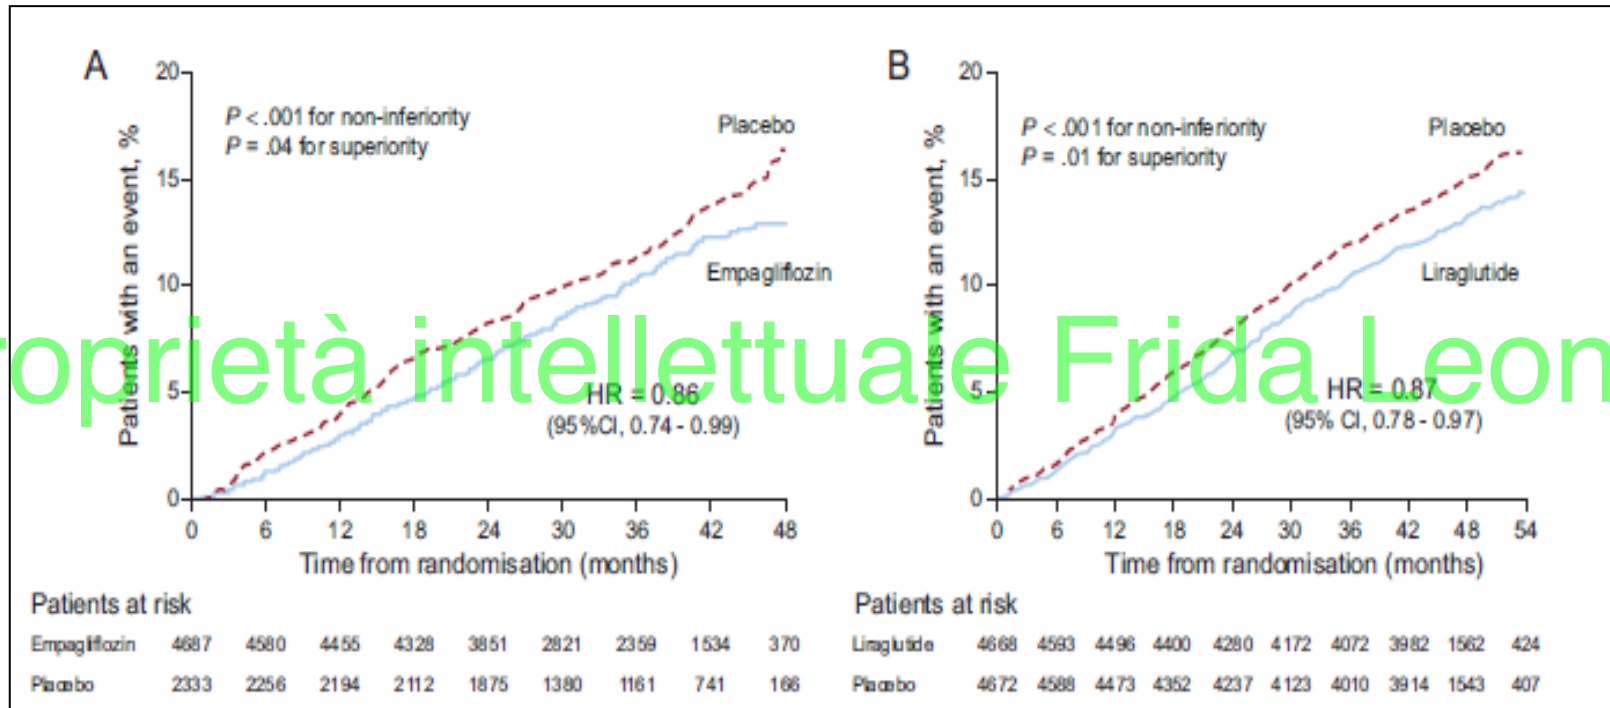 A
20
15
10
5
0
Patients with an event, %
P < .001 for non-inferiority
P = .04 for superiority
Placebo
Empagliflozin
HR = 0.86
(95%CI, 0.74 - 0.99)
0 6 12 18 24 30 36 42 48
Time from randomisation (months)
Patients at risk
Empagliflozin 4687 4580 4455 4328 3851 2821 2359 1534 370
Placebo 2333 2256 2194 2112 1875 1380 1161 741 166
B
20
15
10
5
0
Patients with an event, %
P < .001 for non-inferiority
P = .01 for superiority
Placebo
Liraglutide
HR = 0.87
(95% CI, 0.78 - 0.97)
0 6 12 18 24 30 36 42 48 54
Time from randomisation (months)
Patients at risk
Liraglutide 4668 4593 4496 4400 4280 4172 4072 3982 1562 424
Placebo 4672 4588 4473 4352 4237 4123 4010 3914 1543 407
roprietà intellettuale Frida Leon